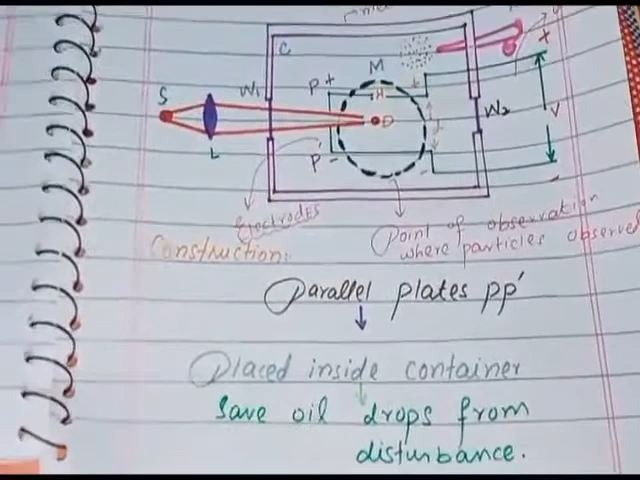 C
M
P+
H
S
W1
W2
D
V
L
P'-
Electrodes
Point of observation
where particles observed
Construction:
Parallel plates PP'
Placed inside container
Save oil drops from
disturbance.